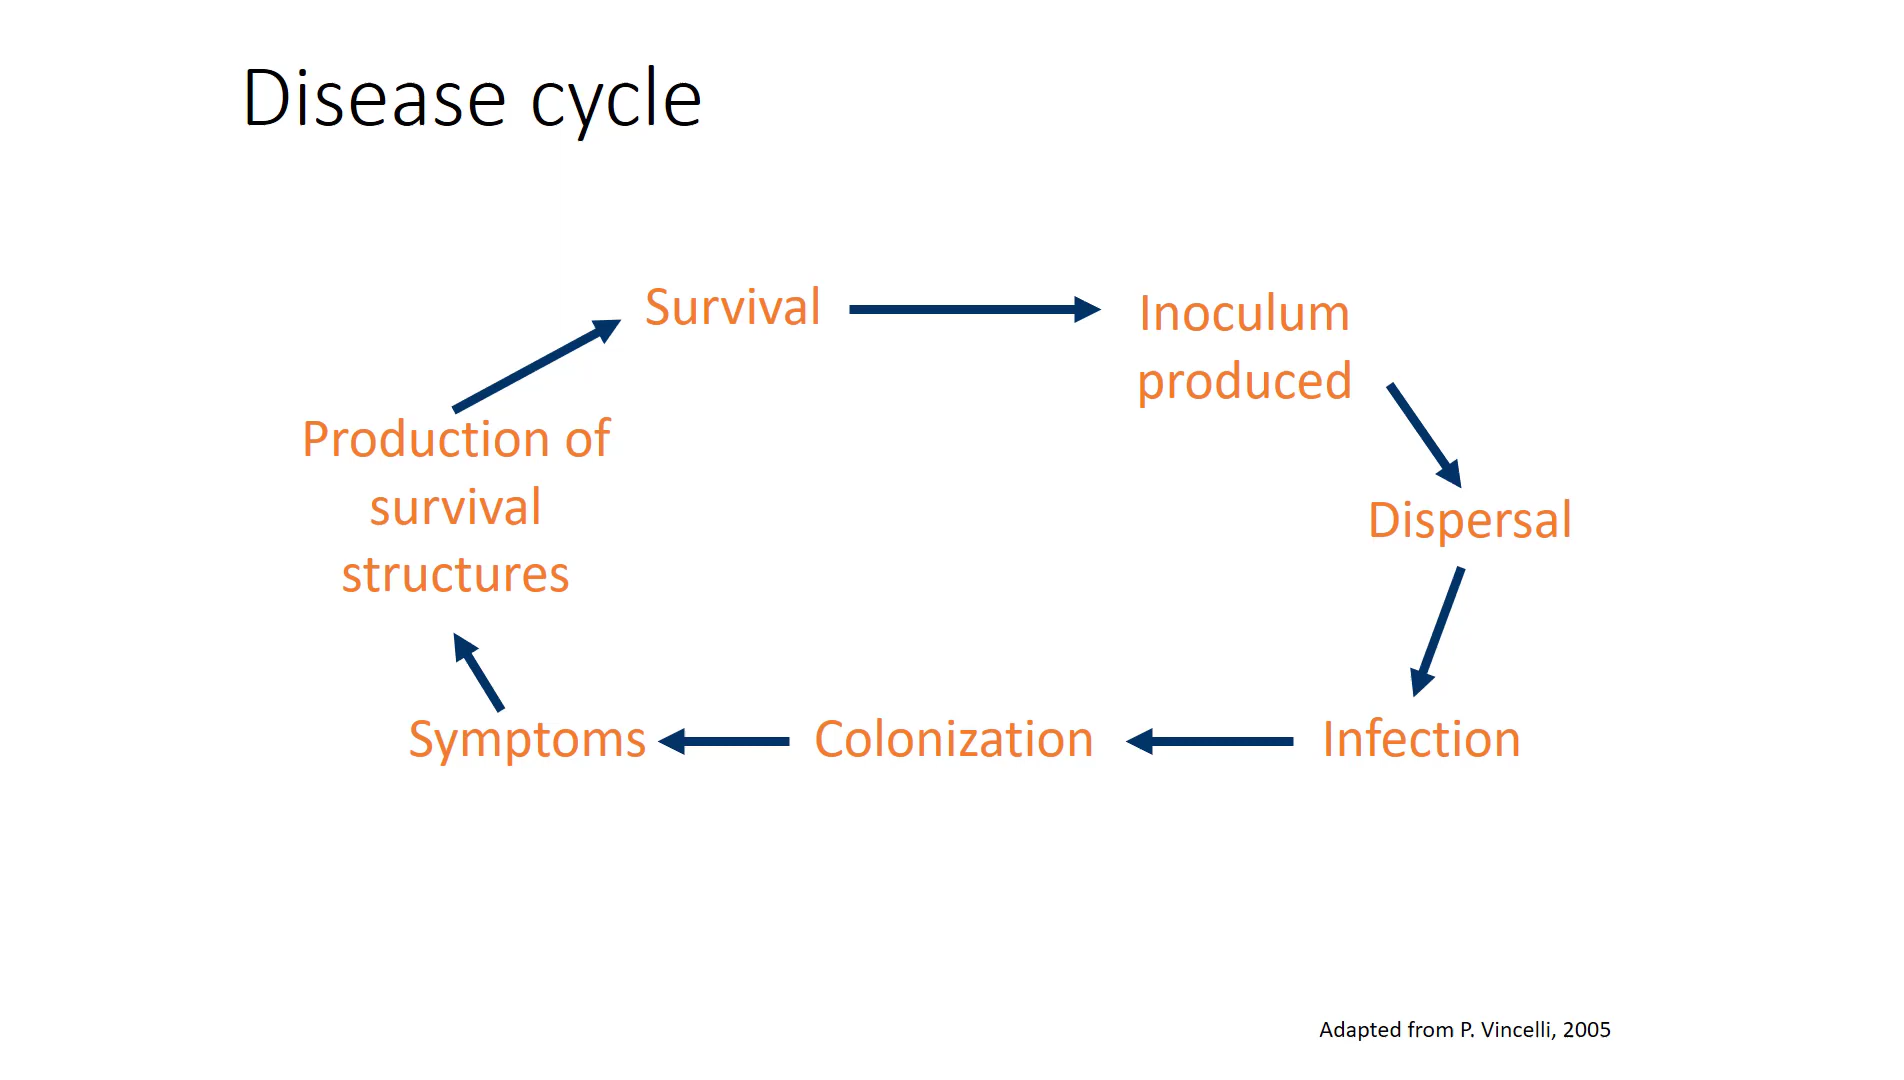 Disease cycle
Survival
Inoculum
produced
Dispersal
Infection
Colonization
Symptoms
Production of
survival
structures
Adapted from P. Vincelli, 2005